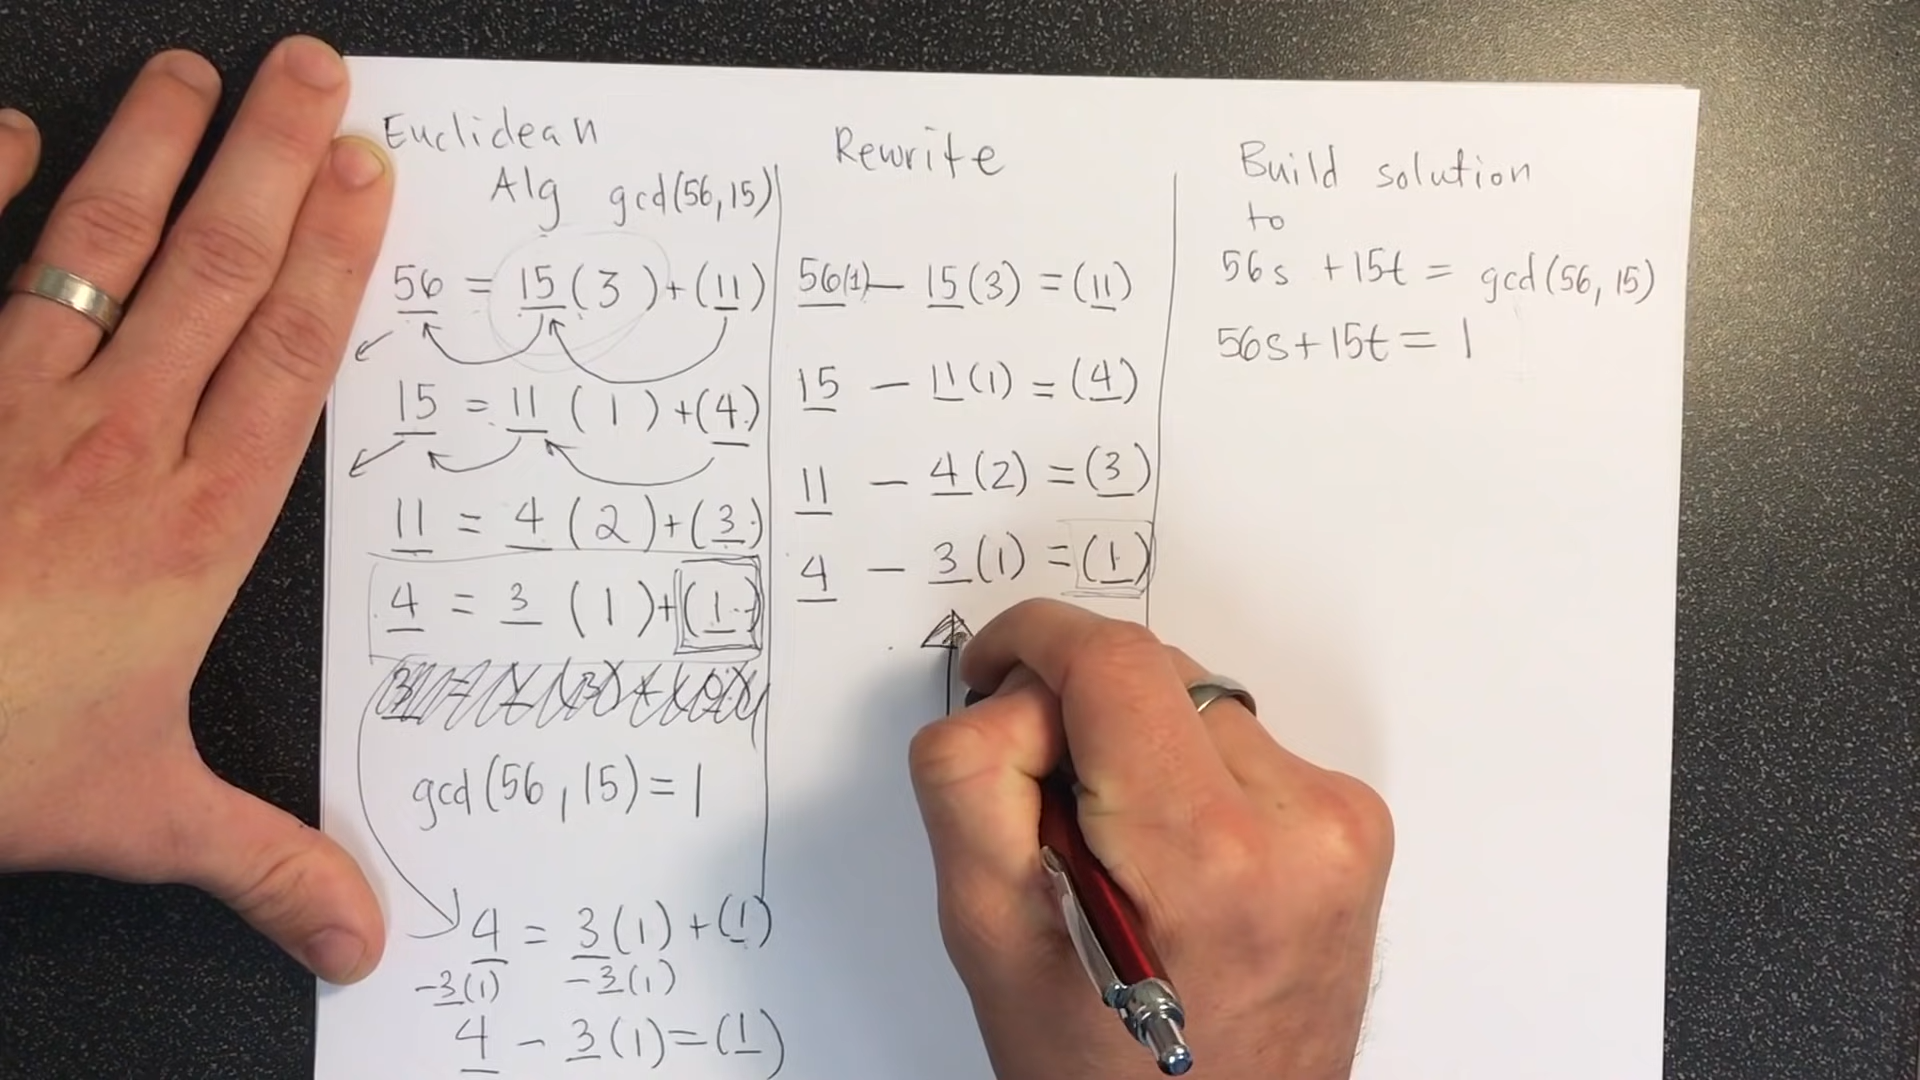 Euclidean
Alg gcd(56,15)
56 = 15(3)+(11)
15 = 11(1)+(4)
11 = 4(2)+(3)
4 = 3(1)+(1)
gcd(56,15)=1
4 = 3(1)+(1)
-3(1) -3(1)
4 - 3(1)=(1)
Rewrite
56(1)- 15(3) = (11)
15 - 11(1) = (4)
11 - 4(2) = (3)
4 - 3(1) = (1)
Build solution
to
56s +15t = gcd(56,15)
56s+15t = 1